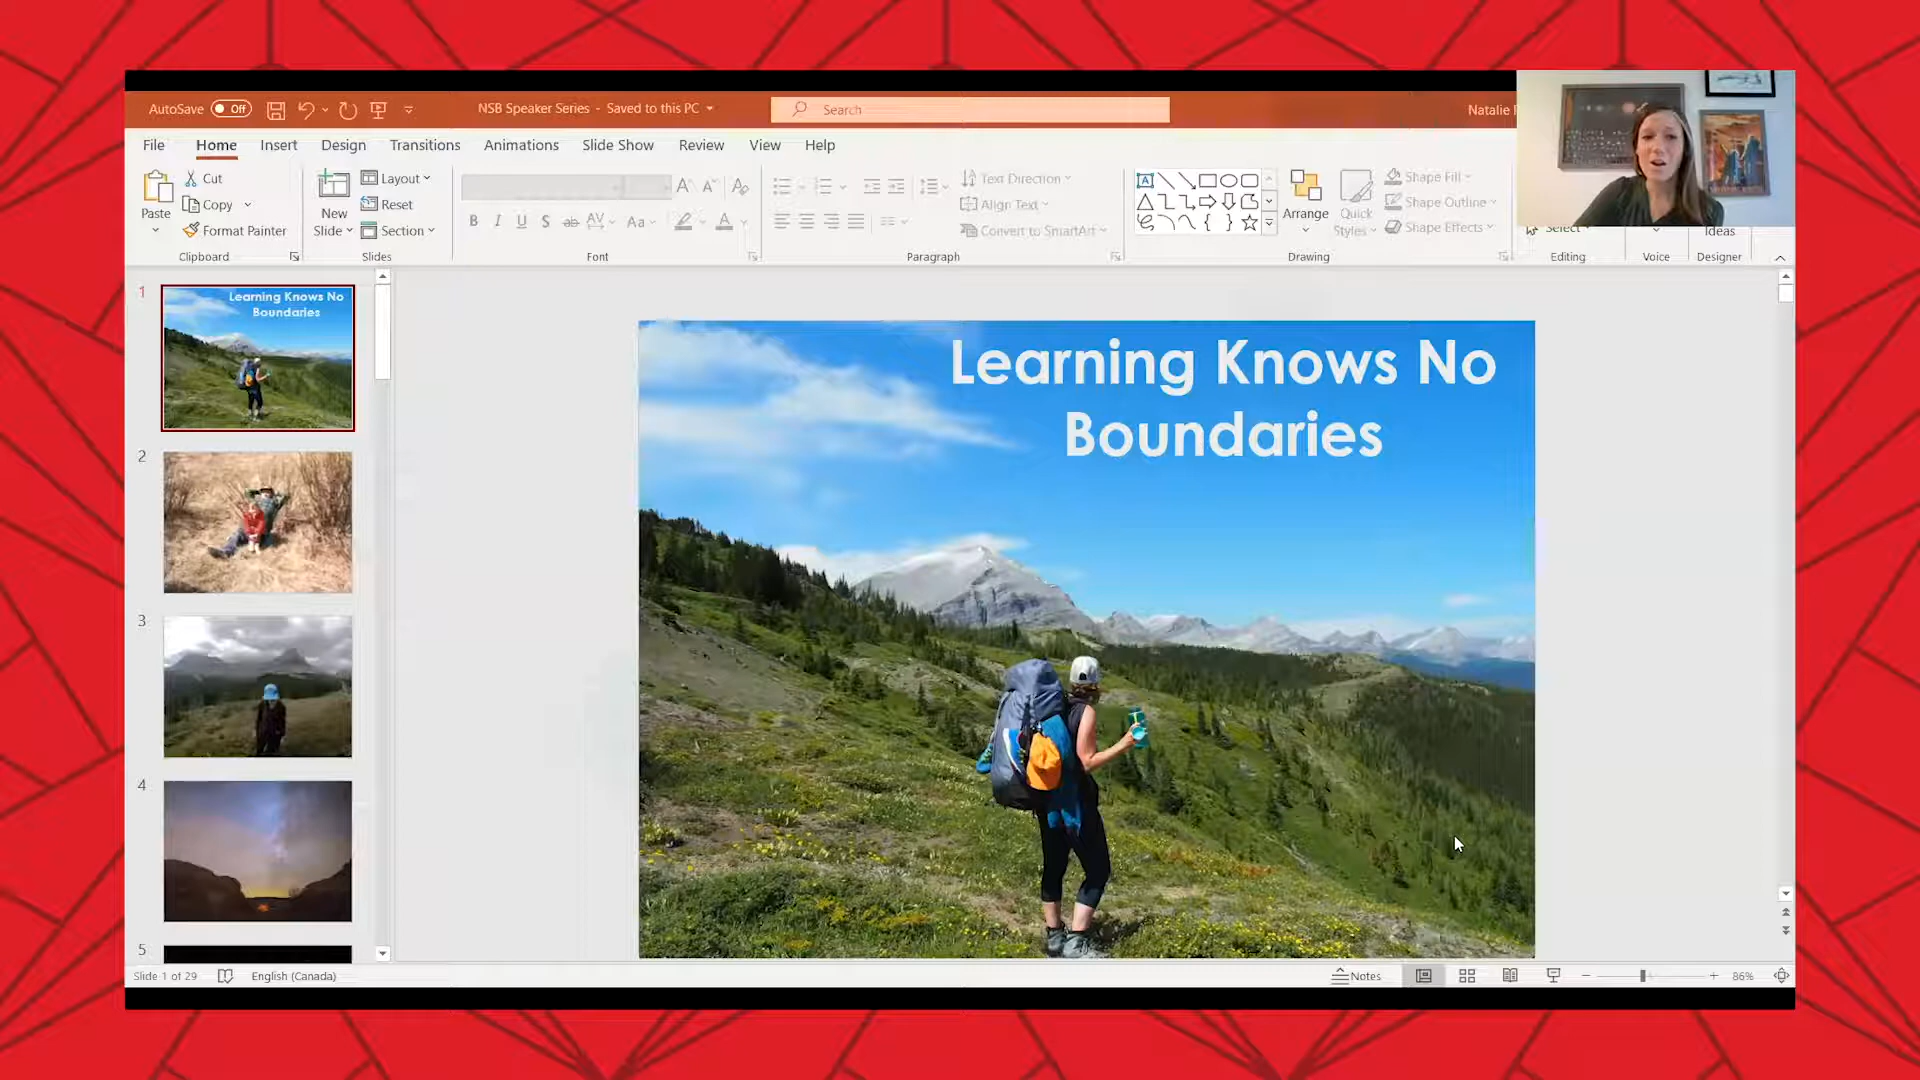 AutoSave Off
NSB Speaker Series - Saved to this PC
Search
Natalie
File Home Insert Design Transitions Animations Slide Show Review View Help
Paste
Cut
Copy
Format Painter
Clipboard
New
Slide
Layout
Reset
Section
Slides
B I U S ab AV Aa A
Font
Text Direction
Align Text
Convert to SmartArt
Paragraph
Arrange
Quick
Styles
Shape Fill
Shape Outline
Shape Effects
Drawing
Select
Editing
Voice
Ideas
Designer
1
Learning Knows No
Boundaries
2
3
4
5
Learning Knows No
Boundaries
Slide 1 of 29 English (Canada) Notes 86%